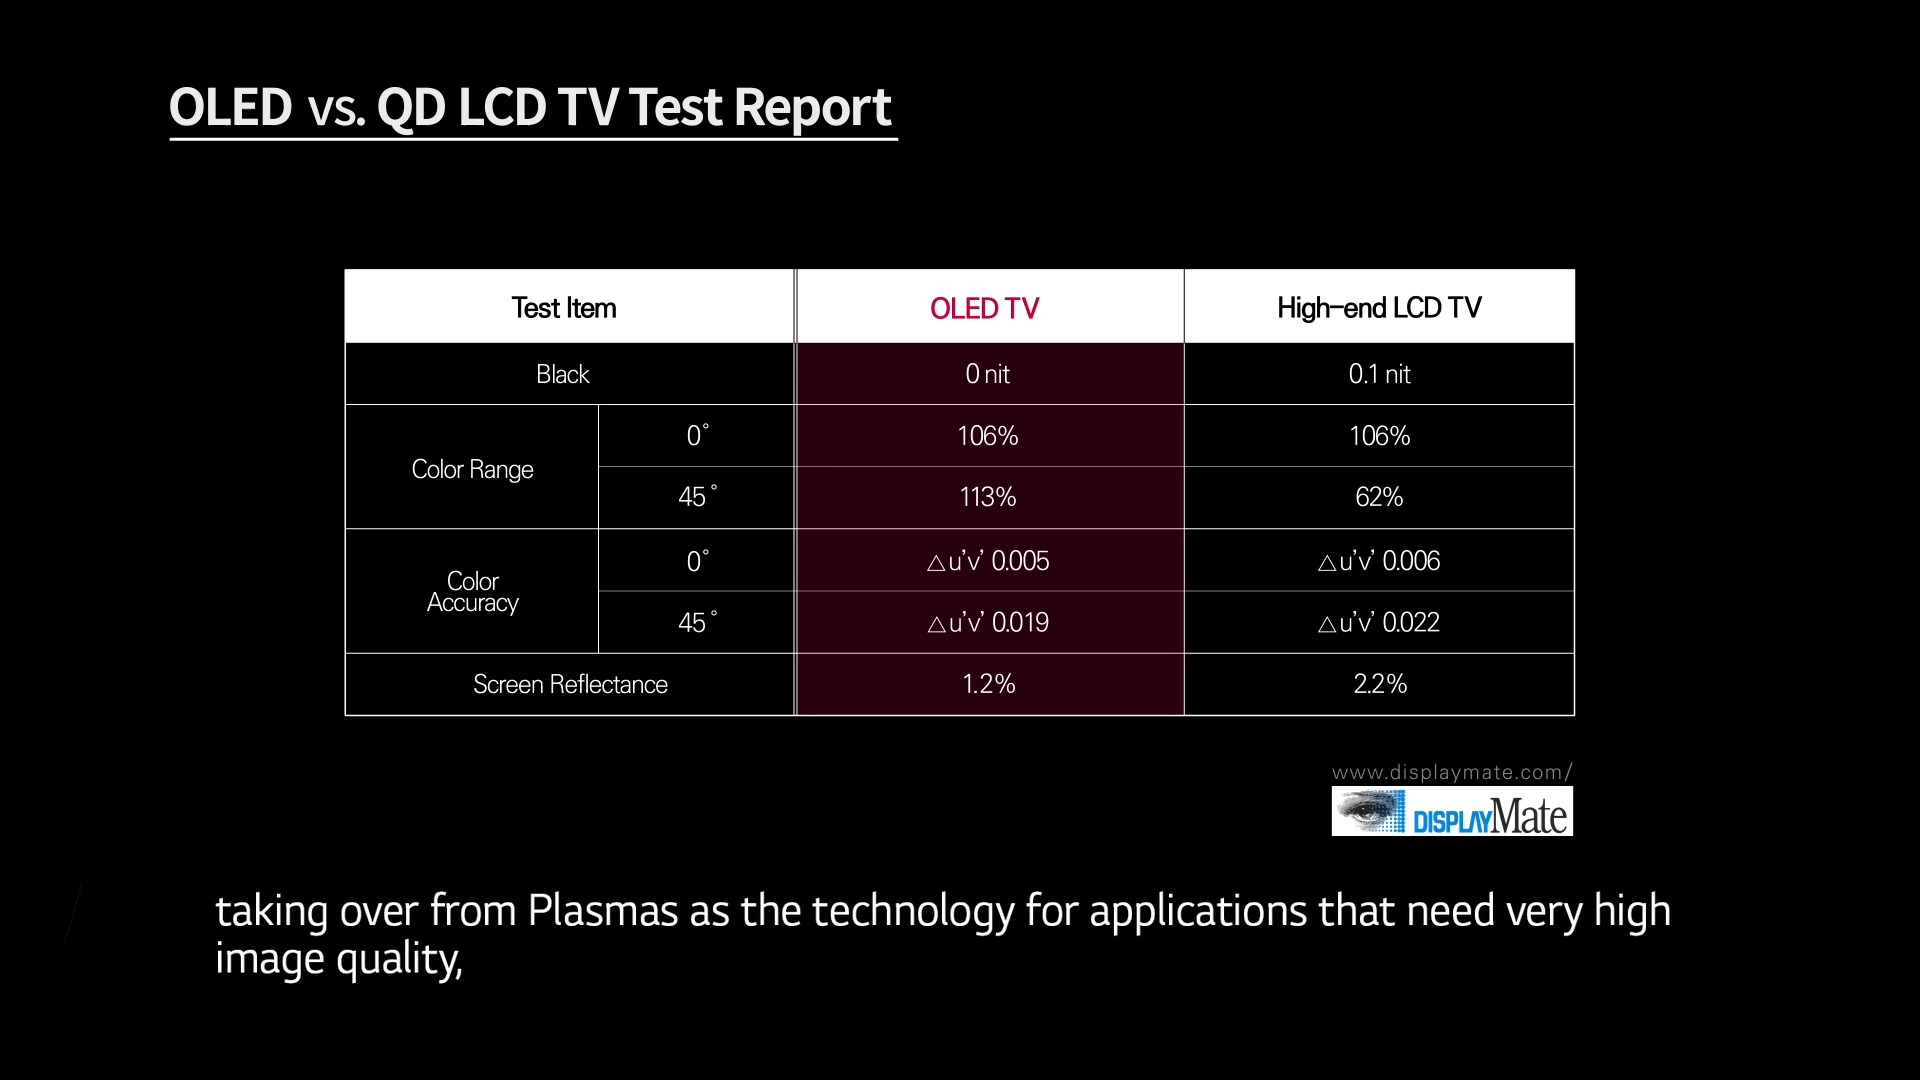 OLED vs. QD LCD TV Test Report
Test Item OLED TV High-end LCD TV
Black 0 nit 0.1 nit
Color Range 0° 106% 106%
45° 113% 62%
Color Accuracy 0° △u'v' 0.005 △u'v' 0.006
45° △u'v' 0.019 △u'v' 0.022
Screen Reflectance 1.2% 2.2%
www.displaymate.com/
DISPLAYMate
taking over from Plasmas as the technology for applications that need very high
image quality,